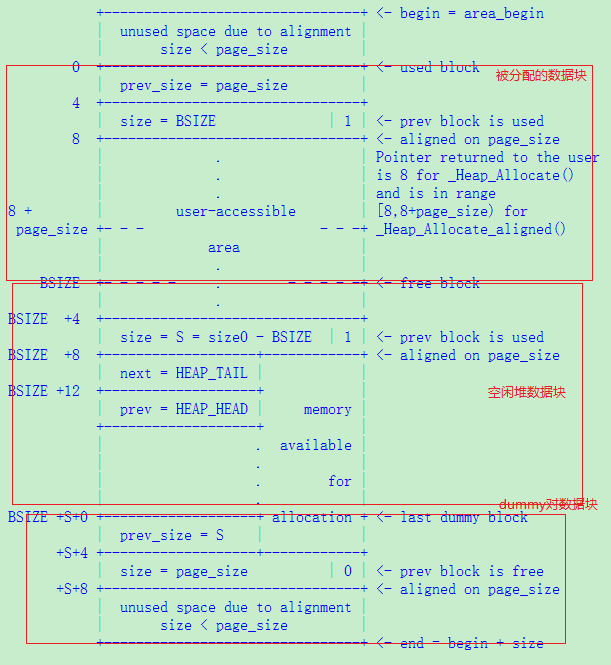 +-----------------------------+ <- begin = area_begin
| unused space due to alignment |
| size < page_size |
0 +-----------------------------+ <- used block
被分配的数据块
| prev_size = page_size |
4 +-----------------------------+
| size = BSIZE | 1 | <- prev block is used
8 +-----------------------------+ <- aligned on page_size
| . | Pointer returned to the user
| . | is 8 for _Heap_Allocate()
| . | and is in range
8 + | user-accessible | [8,8+page_size) for
page_size +- - - - - -+ _Heap_Allocate_aligned()
| area |
| . |
BSIZE +- - - - - . - - - - -+ <- free block
| . |
BSIZE +4 +-----------------------------+
| size = S = size0 - BSIZE | 1 | <- prev block is used
BSIZE +8 +-------------------+---------+ <- aligned on page_size
| next = HEAP_TAIL | |
BSIZE +12 +-------------------+ |
空闲堆数据块
| prev = HEAP_HEAD | memory |
+-------------------+ |
| . available |
| . |
| . for |
| . |
dummy对数据块
BSIZE +S+0 +-------------------+ allocation + <- last dummy block
| prev_size = S | |
+S+4 +-------------------+---------+
| size = page_size | 0 | <- prev block is free
+S+8 +-----------------------------+ <- aligned on page_size
| unused space due to alignment |
| size < page_size |
+-----------------------------+ <- end = begin + size